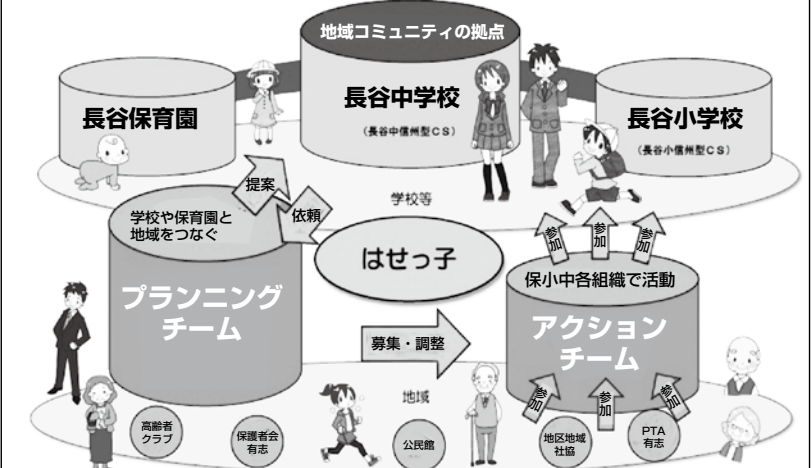 地域コミュニティの拠点
長谷保育園
長谷中学校
（長谷中信州型CS）
長谷小学校
（長谷小信州型CS）
学校等
提案
依頼
学校や保育園と
地域をつなぐ
はせっ子
参加
参加
参加
保小中各組織で活動
プランニング
チーム
募集・調整
アクション
チーム
地域
参加
参加
参加
高齢者
クラブ
保護者会
有志
公民館
地区地域
社協
PTA
有志